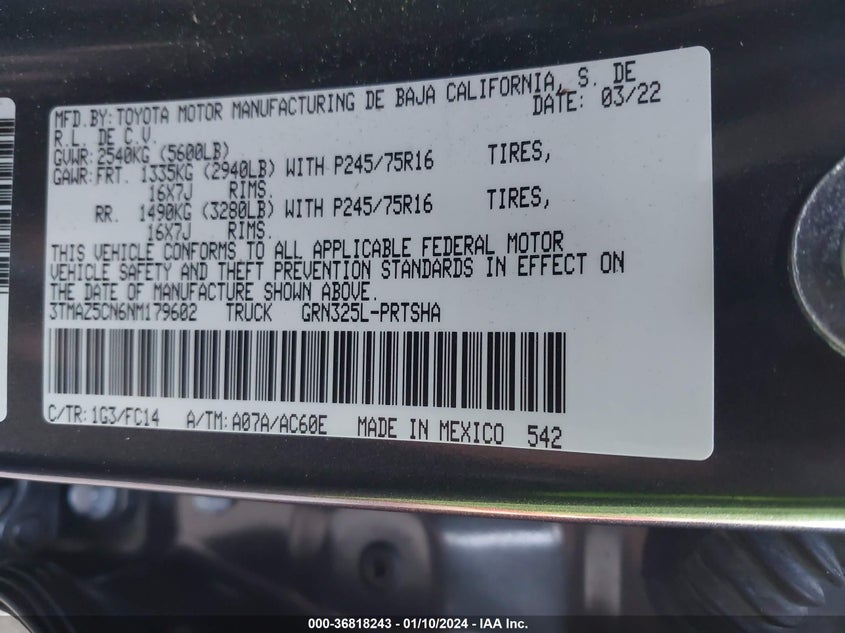 MFD. BY: TOYOTA MOTOR MANUFACTURING DE BAJA CALIFORNIA, S. DE
R.L. DE C.V. DATE: 03/22
GVWR: 2540KG (5600LB)
GAWR: FRT. 1335KG (2940LB) WITH P245/75R16 TIRES,
16X7J RIMS.
RR. 1490KG (3280LB) WITH P245/75R16 TIRES,
16X7J RIMS.
THIS VEHICLE CONFORMS TO ALL APPLICABLE FEDERAL MOTOR
VEHICLE SAFETY AND THEFT PREVENTION STANDARDS IN EFFECT ON
THE DATE OF MANUFACTURE SHOWN ABOVE.
3TMAZ5CN6NM179602 TRUCK GRN325L-PRTSHA
C/TR: 1G3/FC14 A/TM: A07A/AC60E MADE IN MEXICO 542
000-36818243 - 01/10/2024 - IAA Inc.